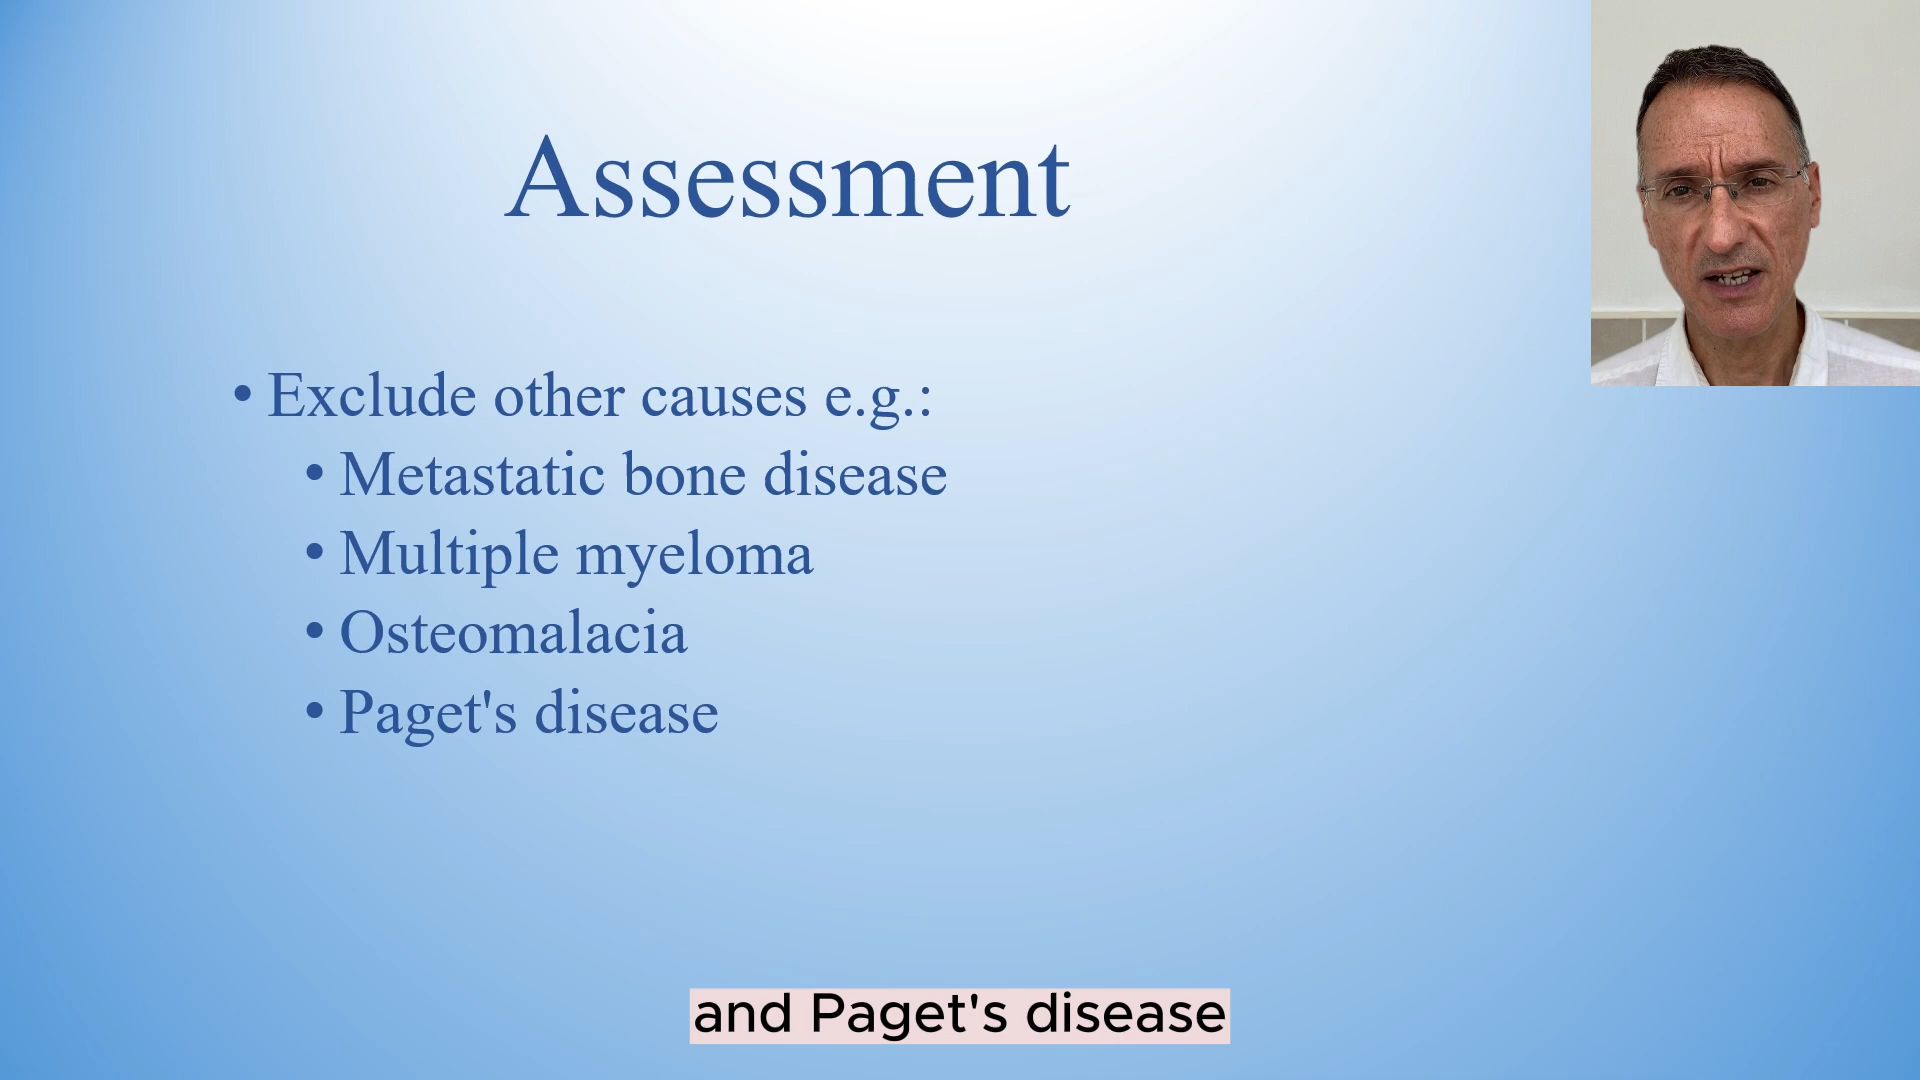 Assessment
• Exclude other causes e.g.:
• Metastatic bone disease
• Multiple myeloma
• Osteomalacia
• Paget's disease
and Paget's disease